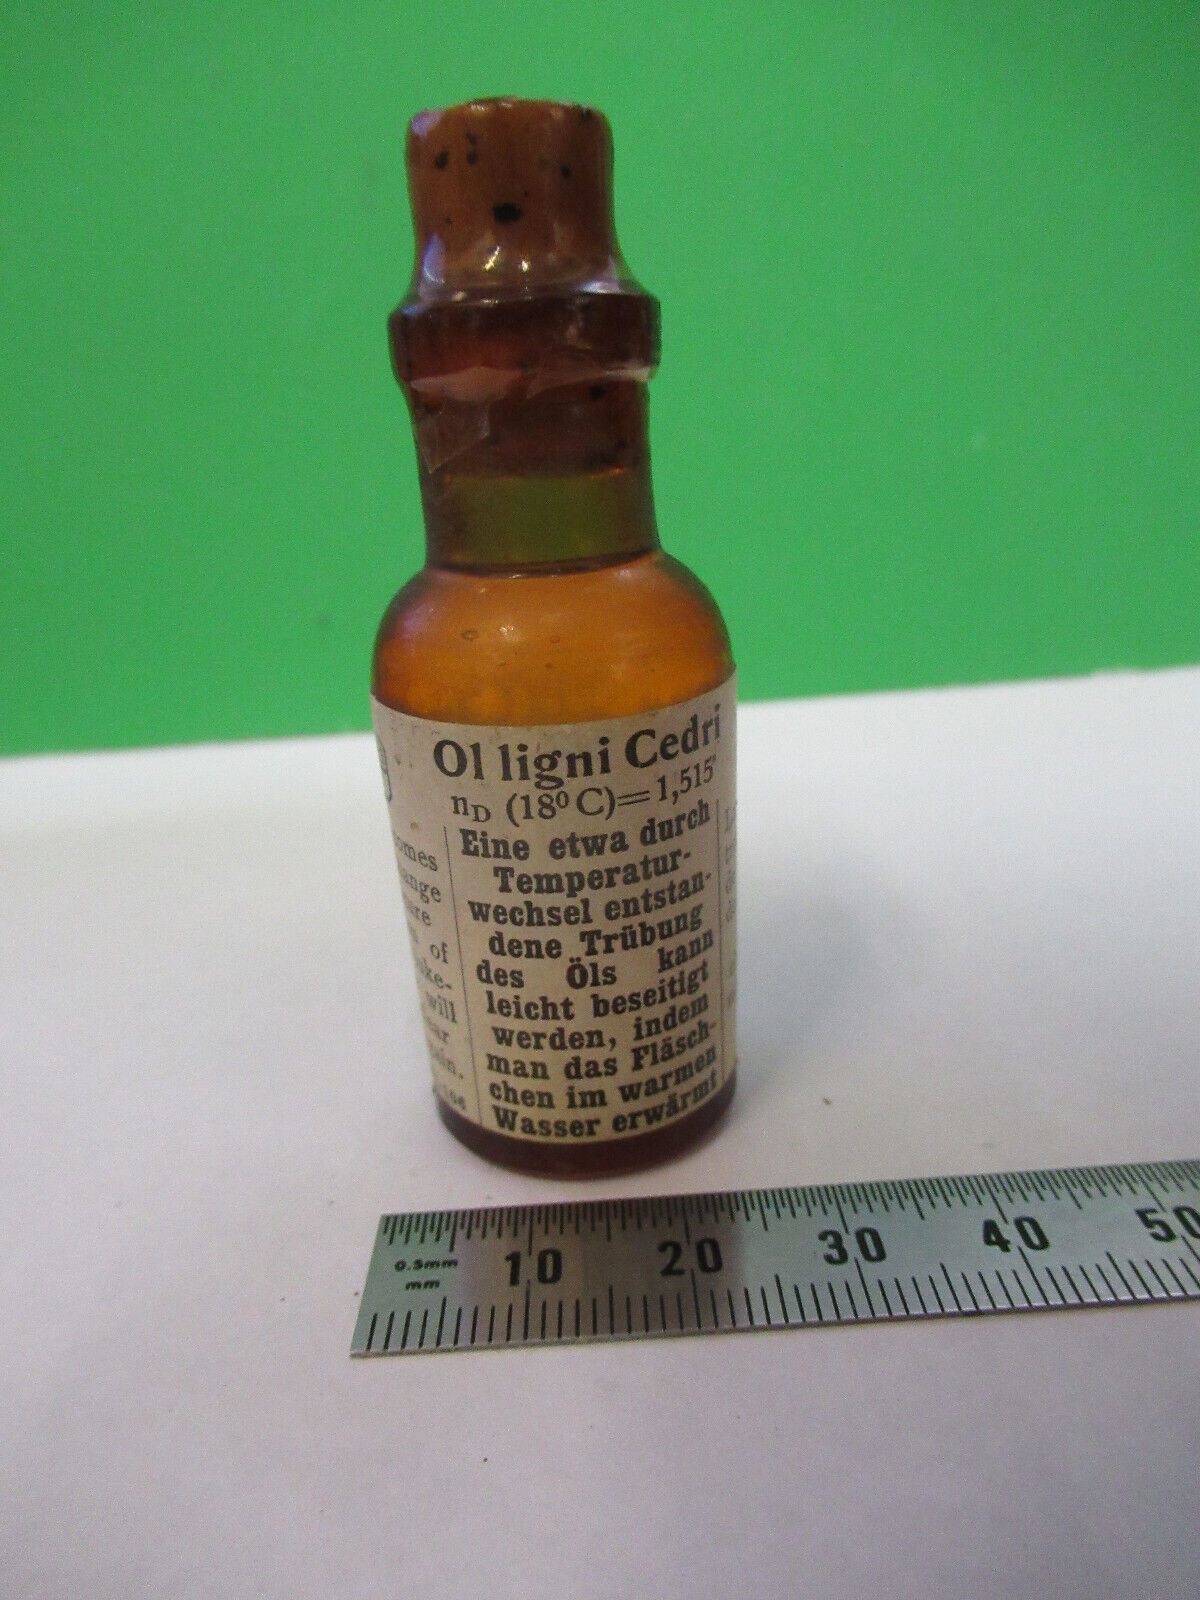 Ol ligni Cedri
nD (18° C)=1,515
Eine etwa durch
Temperatur-
wechsel entstan-
dene Trübung
des Öls kann
leicht beseitigt
werden, indem
man das Fläsch-
chen im warmen
Wasser erwärmt
of
will
0.5mm
mm
10 20 30 40 50